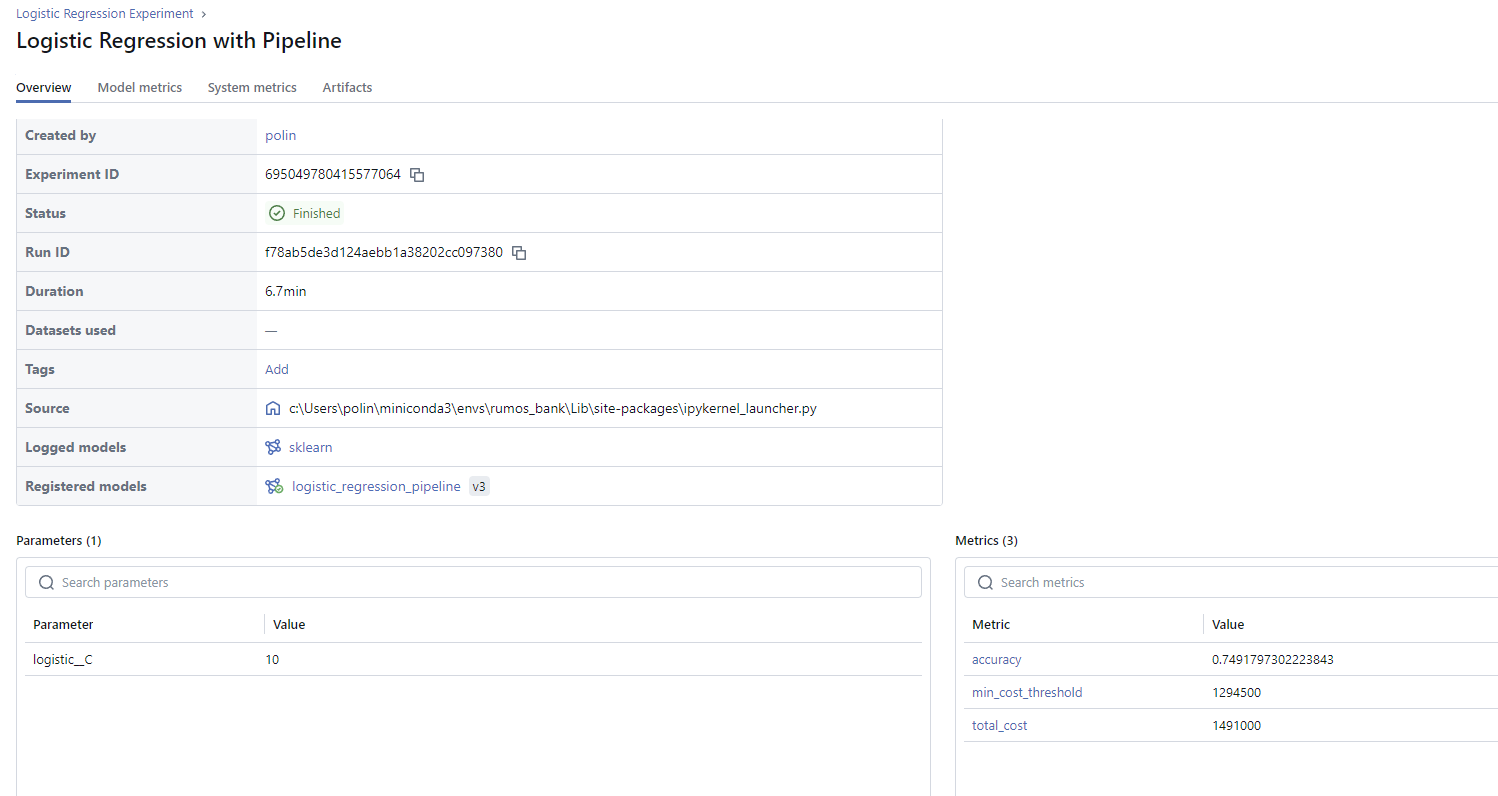 Logistic Regression Experiment ›
Logistic Regression with Pipeline
Overview Model metrics System metrics Artifacts
Created by polin
Experiment ID 695049780415577064
Status Finished
Run ID f78ab5de3d124aebb1a38202cc097380
Duration 6.7min
Datasets used —
Tags Add
Source c:\Users\polin\miniconda3\envs\rumos_bank\Lib\site-packages\ipykernel_launcher.py
Logged models sklearn
Registered models logistic_regression_pipeline v3
Parameters (1)
Search parameters
Parameter Value
logistic__C 10
Metrics (3)
Search metrics
Metric Value
accuracy 0.7491797302223843
min_cost_threshold 1294500
total_cost 1491000